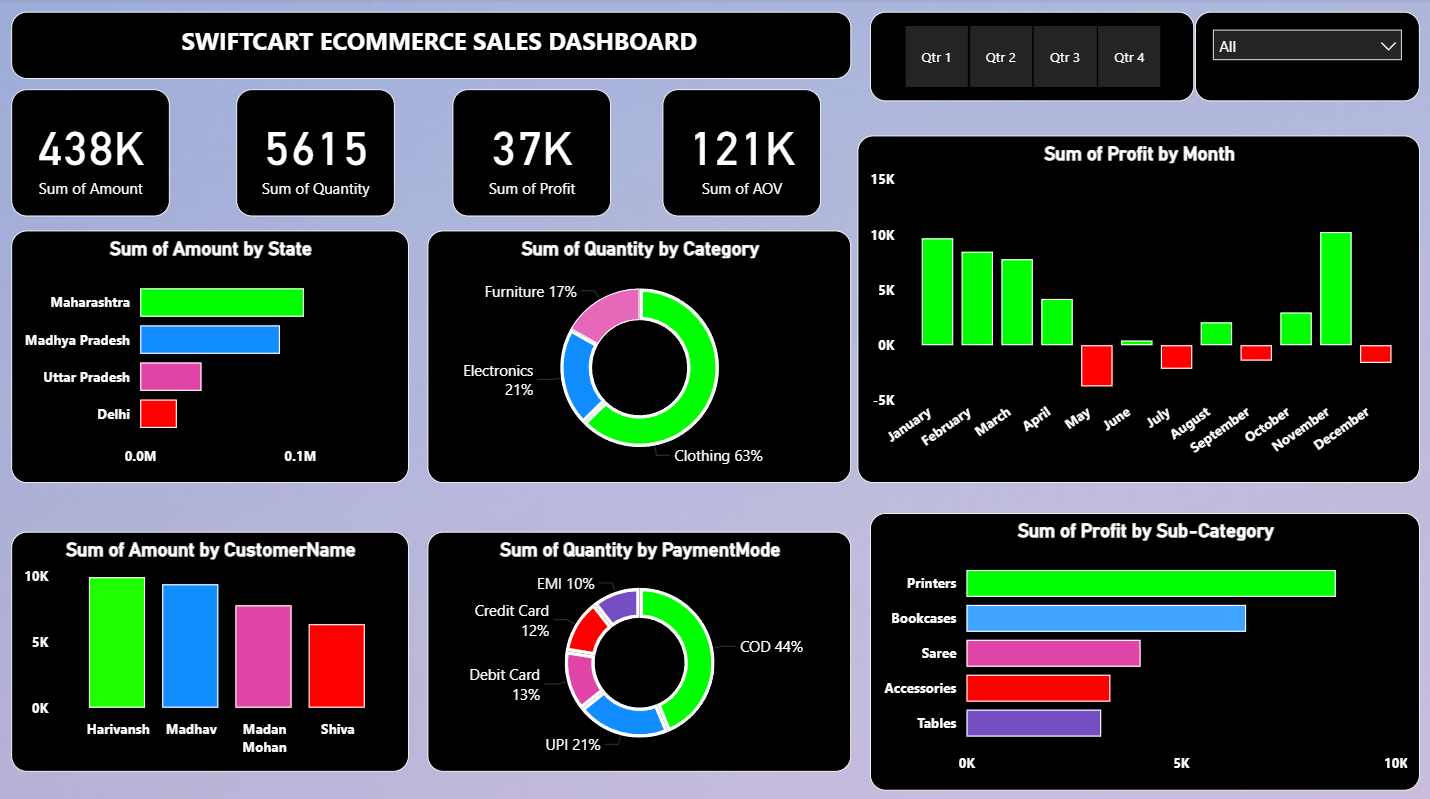 SWIFTCART ECOMMERCE SALES DASHBOARD
Qtr 1
Qtr 2
Qtr 3
Qtr 4
All
438K
Sum of Amount
5615
Sum of Quantity
37K
Sum of Profit
121K
Sum of AOV
Sum of Profit by Month
15K
10K
5K
0K
-5K
January
February
March
April
May
June
July
August
September
October
November
December
Sum of Amount by State
Maharashtra
Madhya Pradesh
Uttar Pradesh
Delhi
0.0M
0.1M
Sum of Quantity by Category
Furniture 17%
Electronics
21%
Clothing 63%
Sum of Amount by CustomerName
10K
5K
0K
Harivansh
Madhav
Madan
Mohan
Shiva
Sum of Quantity by PaymentMode
EMI 10%
Credit Card
12%
Debit Card
13%
UPI 21%
COD 44%
Sum of Profit by Sub-Category
Printers
Bookcases
Saree
Accessories
Tables
0K
5K
10K